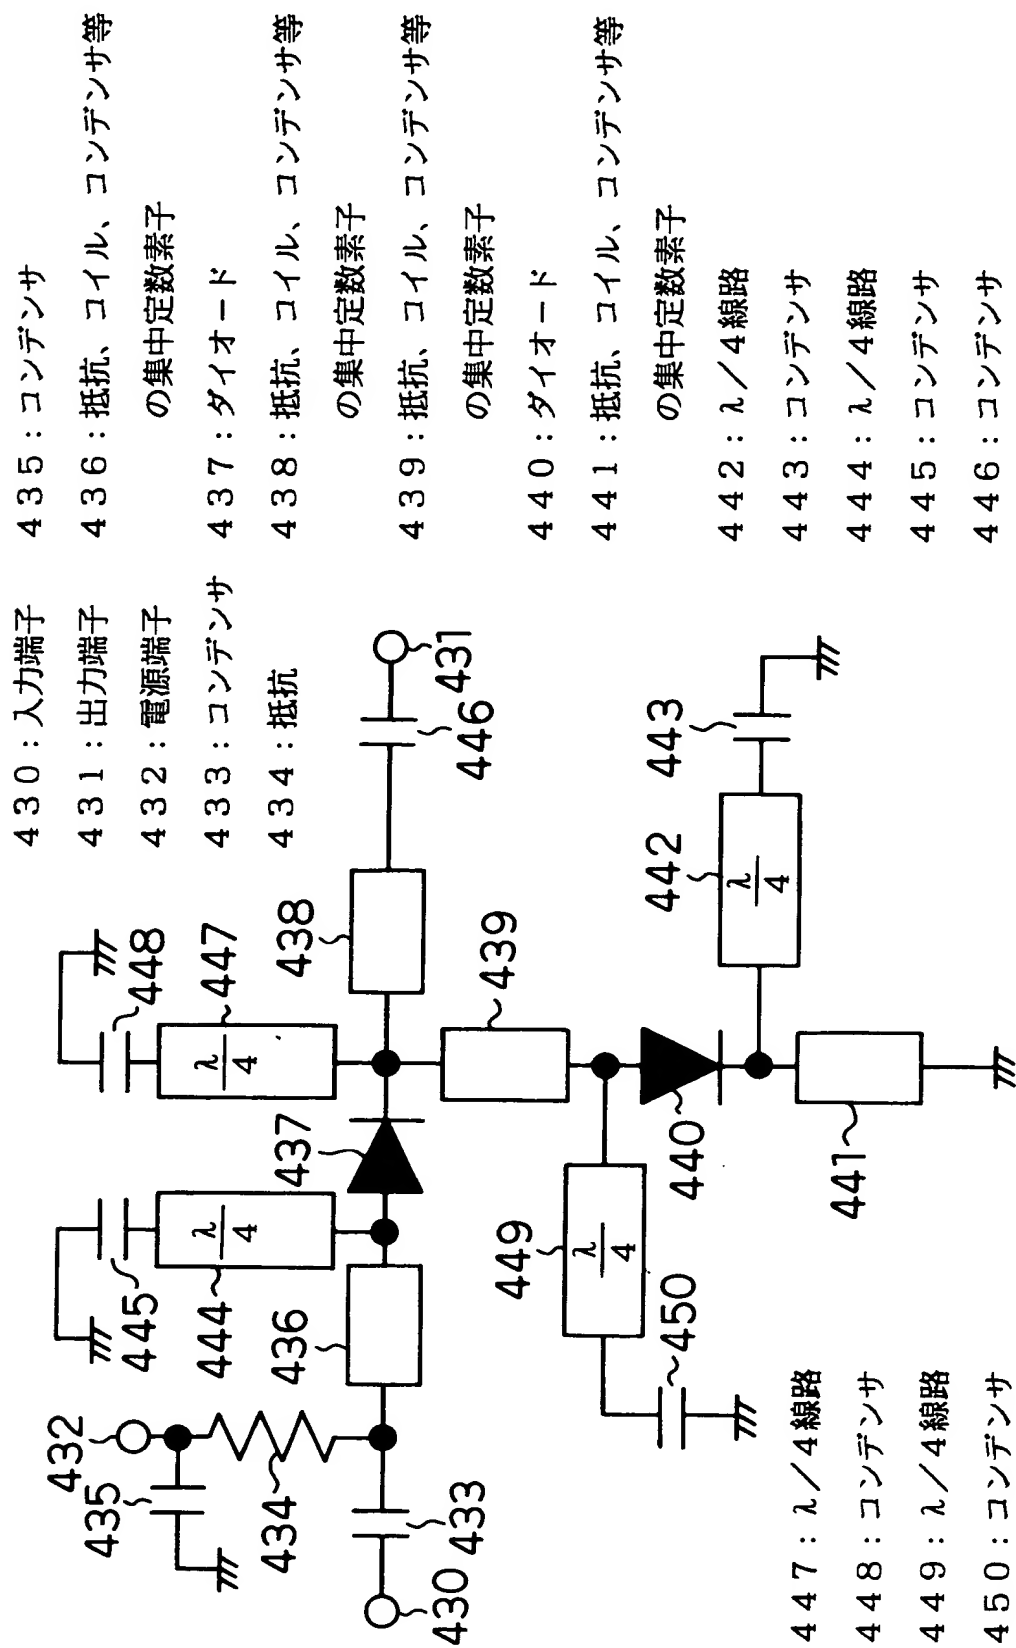 430：入力端子
431：出力端子
432：電源端子
433：コンデンサ
434：抵抗
435：コンデンサ
436：抵抗、コイル、コンデンサ等
の集中定数素子
437：ダイオード
438：抵抗、コイル、コンデンサ等
の集中定数素子
439：抵抗、コイル、コンデンサ等
の集中定数素子
440：ダイオード
441：抵抗、コイル、コンデンサ等
の集中定数素子
442：λ／4線路
443：コンデンサ
444：λ／4線路
445：コンデンサ
446：コンデンサ
447：λ／4線路
448：コンデンサ
449：λ／4線路
450：コンデンサ
432
435
434
433
430
445
444
λ/4
436
437
448
447
λ/4
438
446
431
439
449
λ/4
450
440
441
442
λ/4
443